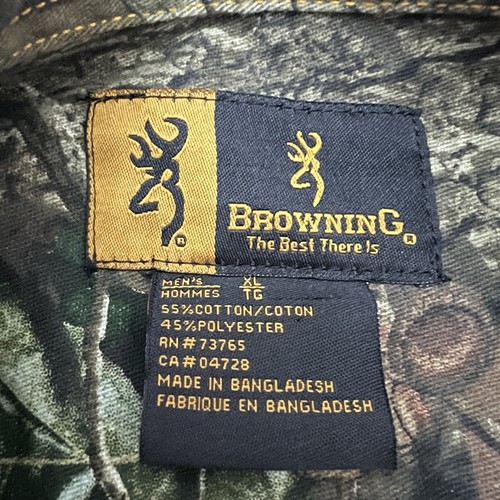 ®
BROWNING®
The Best There Is
MEN'S XL
HOMMES TG
55%COTTON/COTON
45%POLYESTER
RN#73765
CA#04728
MADE IN BANGLADESH
FABRIQUE EN BANGLADESH